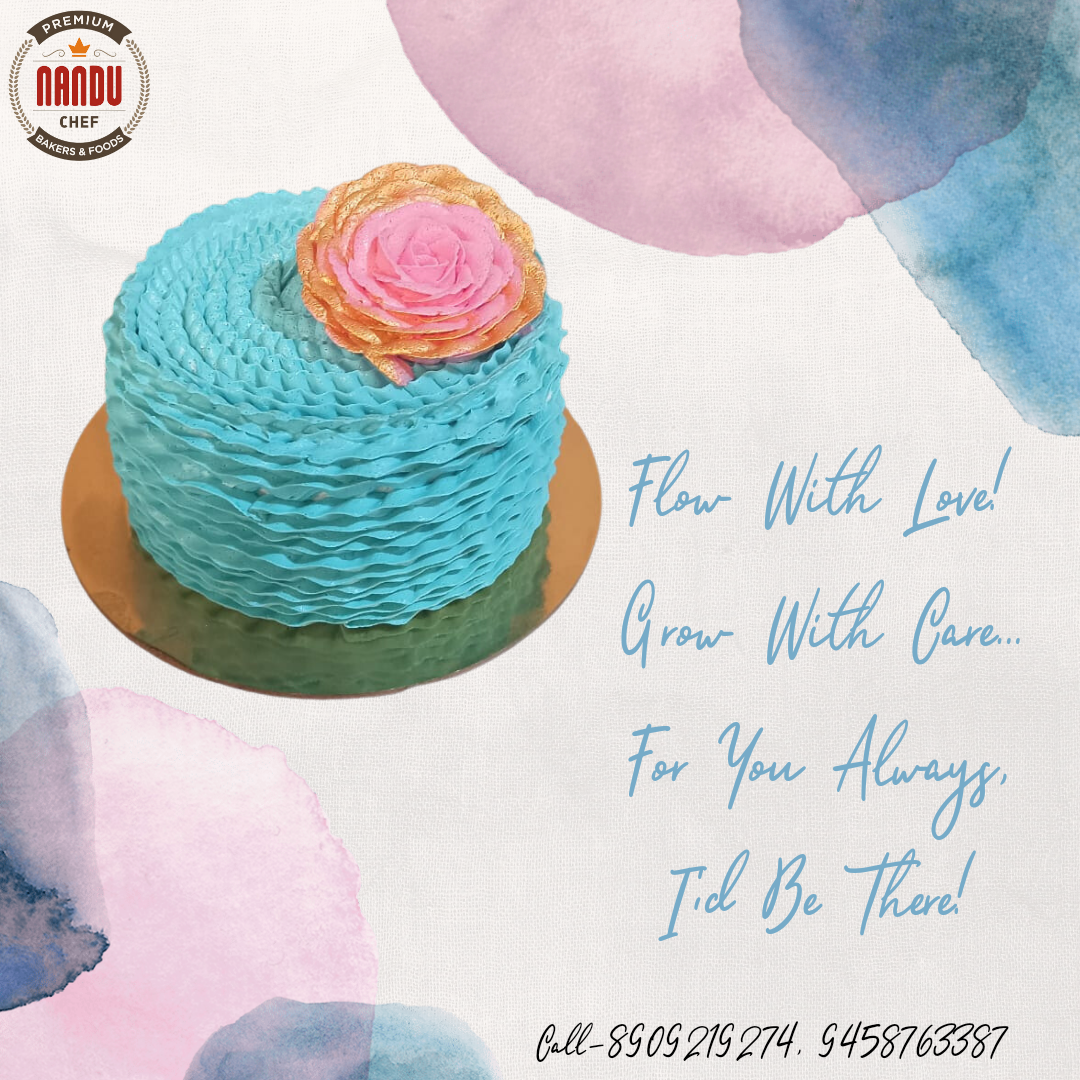 PREMIUM
NANDU
CHEF
BAKERS & FOODS
Flow With Love!
Grow With Care...
For You Always,
I'd Be There!
Call-8909219274, 9458763387